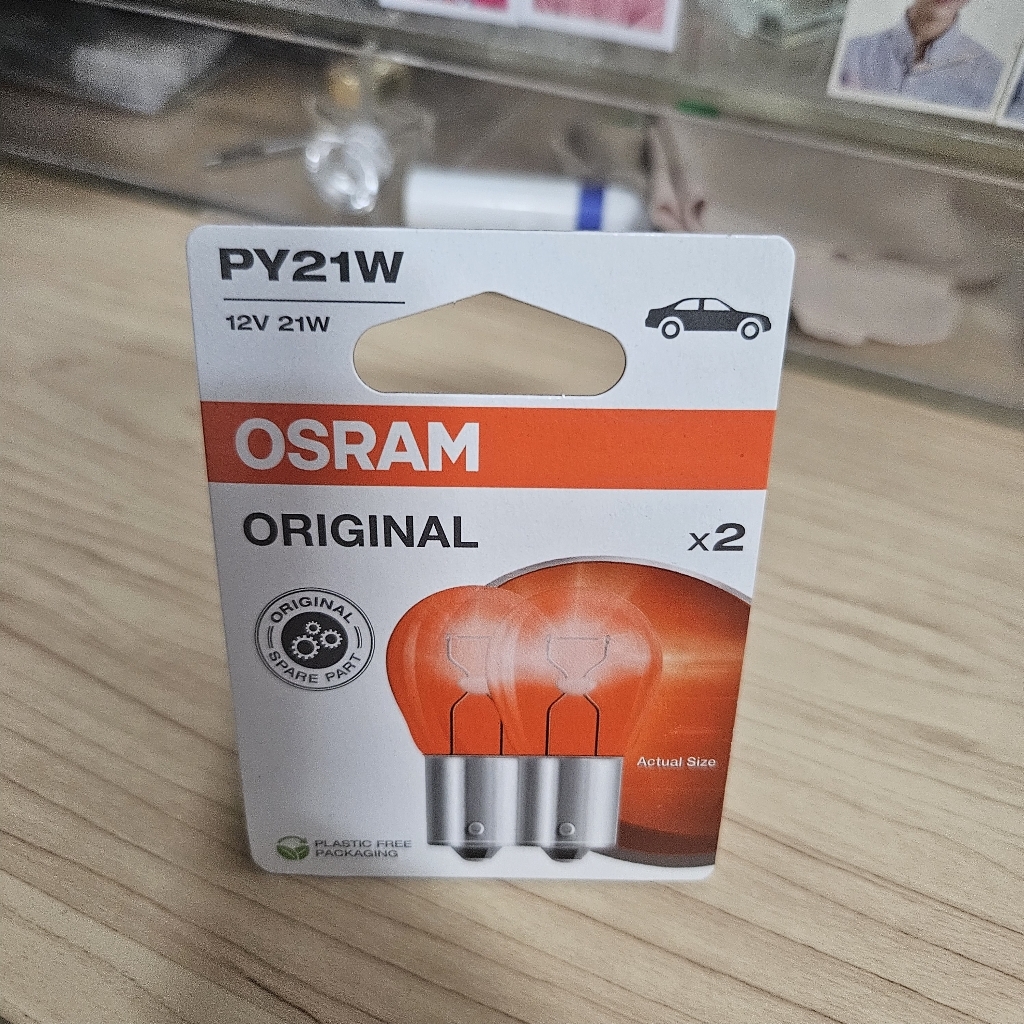 PY21W
12V 21W
OSRAM
ORIGINAL
x2
ORIGINAL
SPARE PART
Actual Size
PLASTIC FREE
PACKAGING